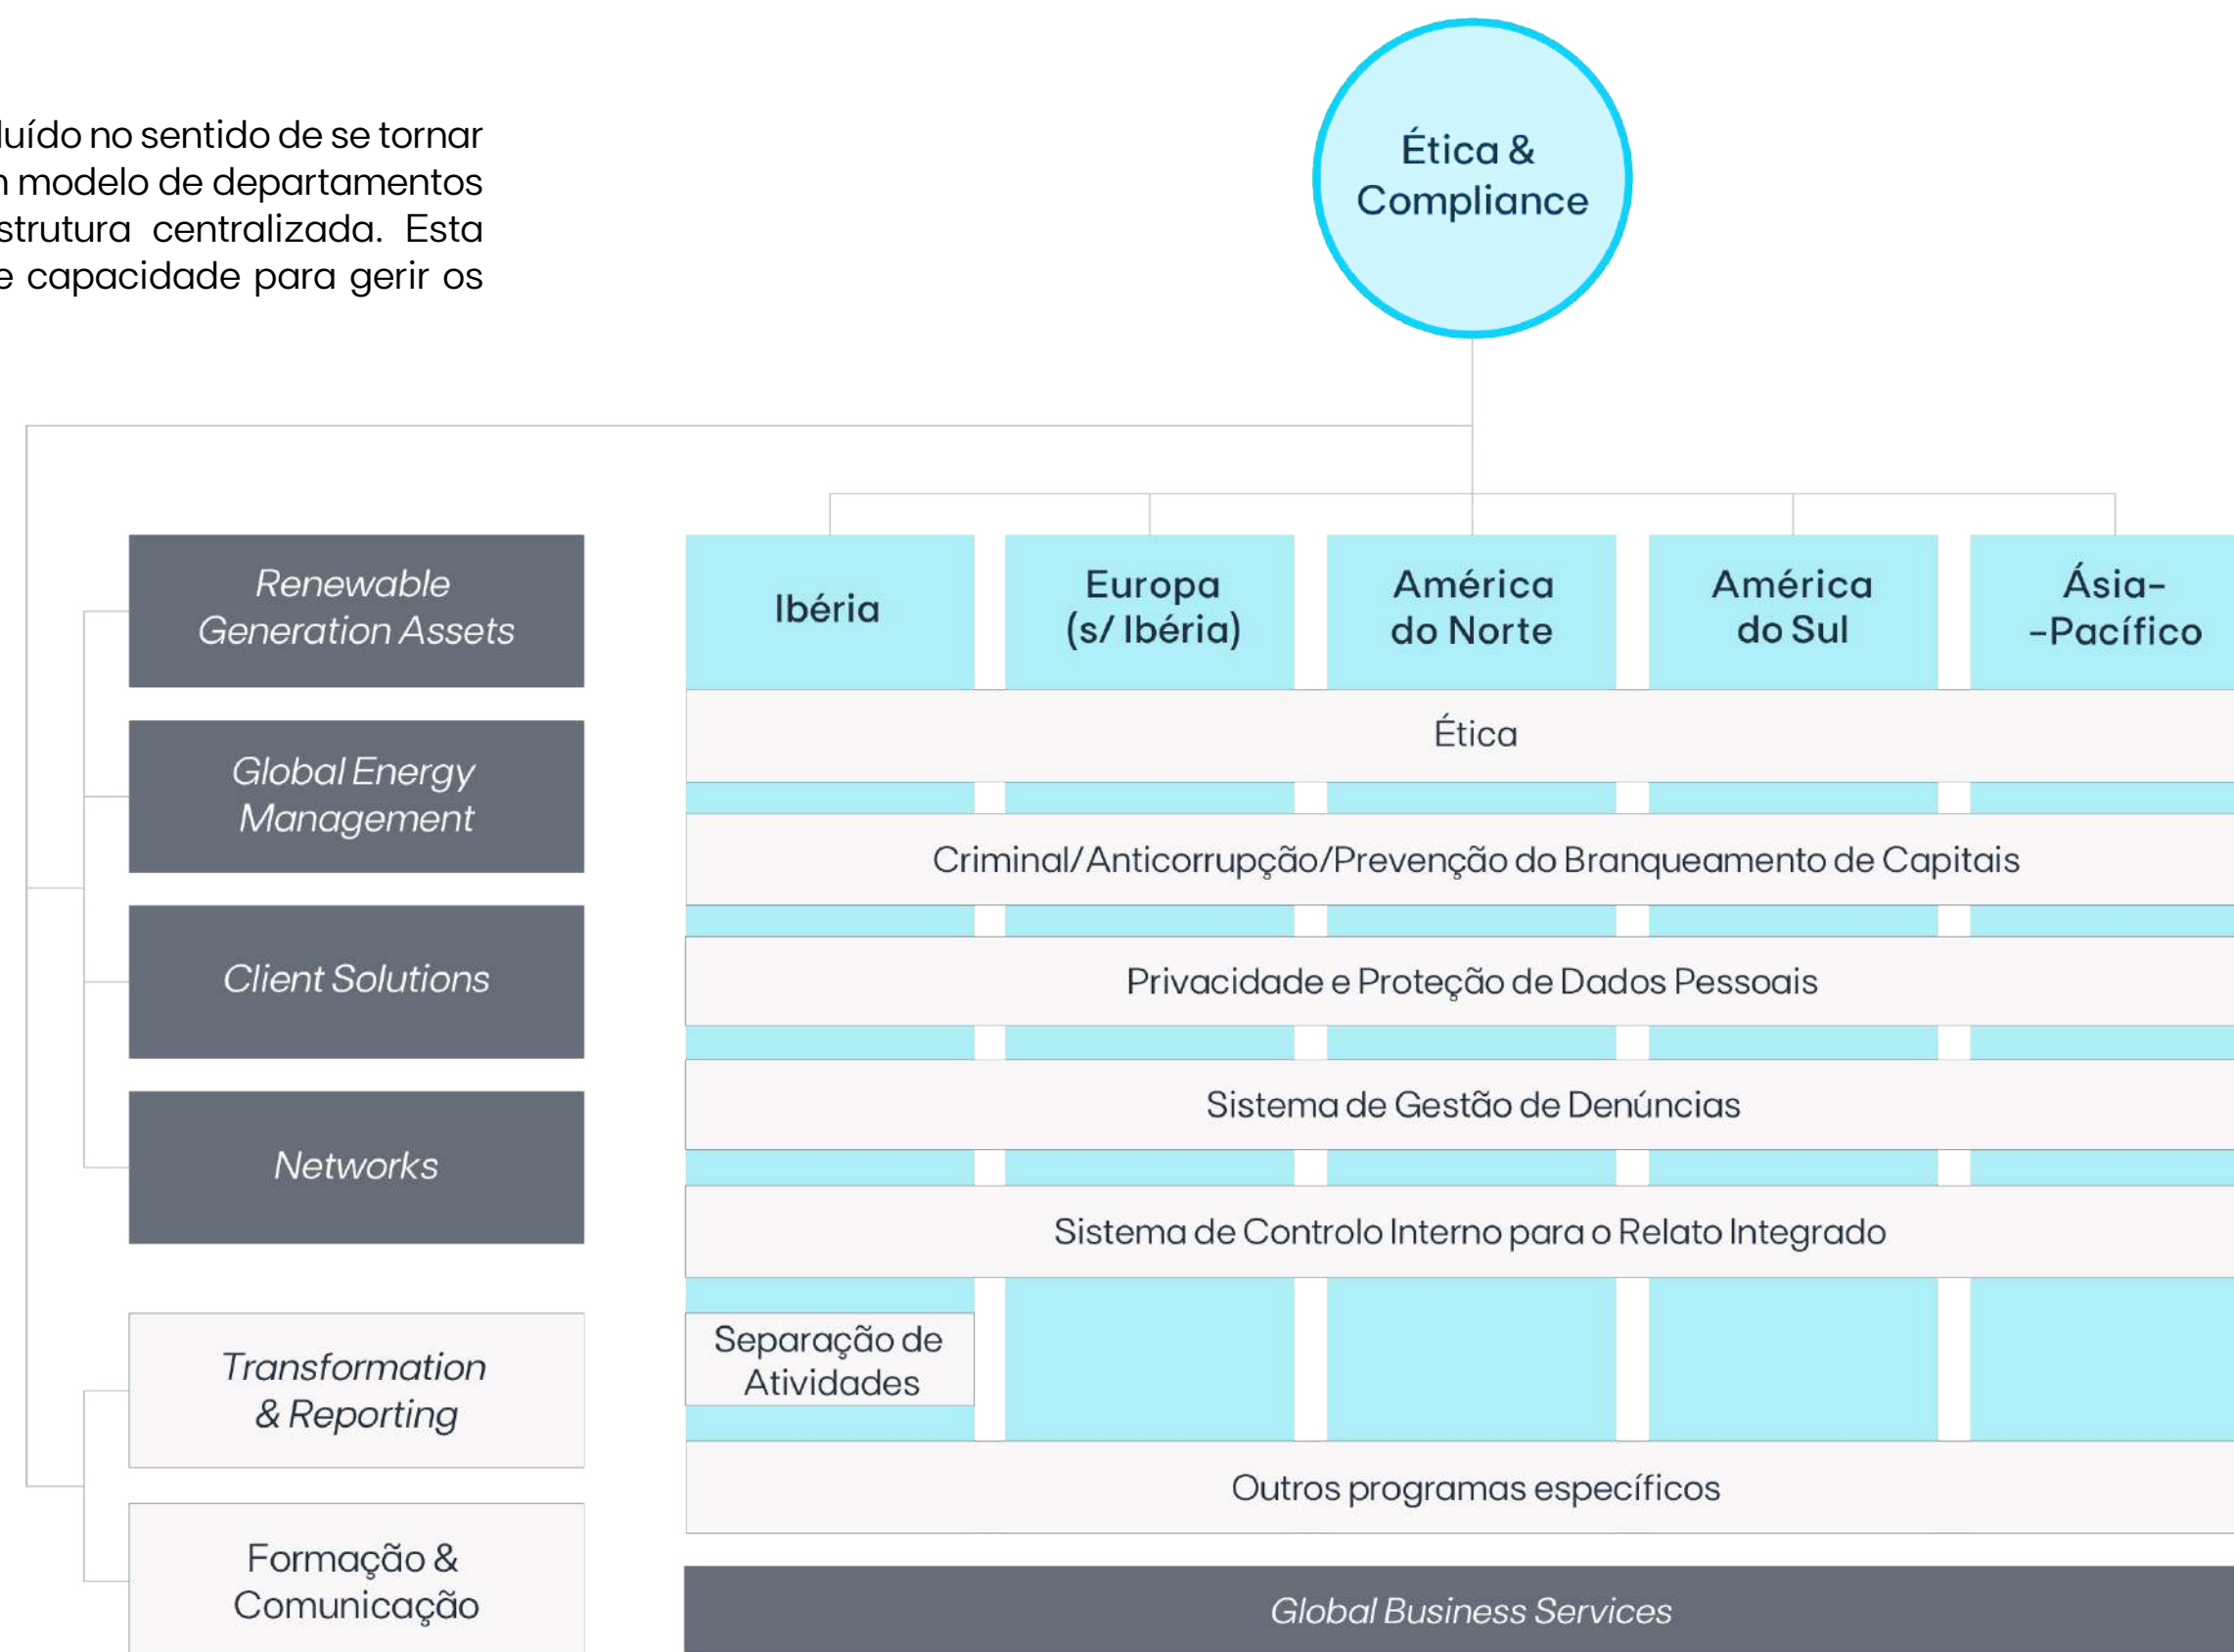 luído no sentido de se tornar
modelo de departamentos
strutura centralizada. Esta
e capacidade para gerir os
Ética &
Compliance
Renewable
Generation Assets
Global Energy
Management
Client Solutions
Networks
Transformation
& Reporting
Formação &
Comunicação
Ibéria
Europa
(s/ Ibéria)
América
do Norte
América
do Sul
Ásia-
-Pacífico
Ética
Criminal/Anticorrupção/Prevenção do Branqueamento de Capitais
Privacidade e Proteção de Dados Pessoais
Sistema de Gestão de Denúncias
Sistema de Controlo Interno para o Relato Integrado
Separação de
Atividades
Outros programas específicos
Global Business Services